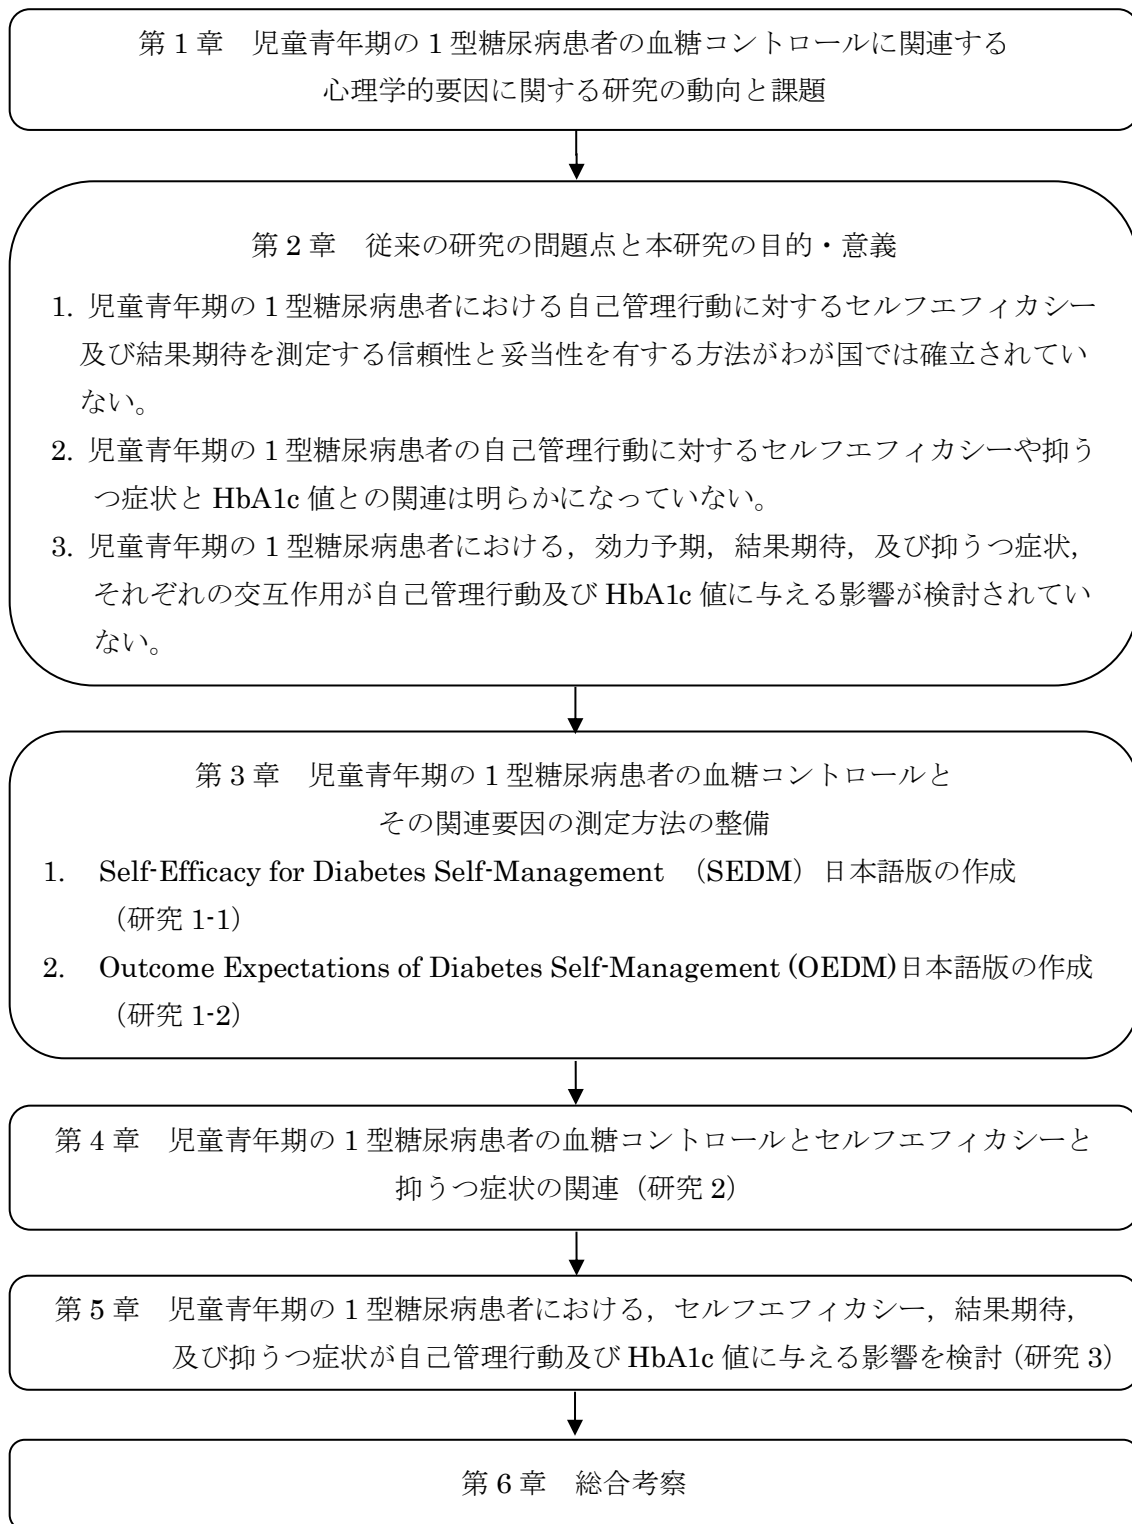 第 1 章　児童青年期の 1 型糖尿病患者の血糖コントロールに関連する
心理学的要因に関する研究の動向と課題
第 2 章　従来の研究の問題点と本研究の目的・意義
1. 児童青年期の 1 型糖尿病患者における自己管理行動に対するセルフエフィカシー
及び結果期待を測定する信頼性と妥当性を有する方法がわが国では確立されてい
ない。
2. 児童青年期の 1 型糖尿病患者の自己管理行動に対するセルフエフィカシーや抑う
つ症状と HbA1c 値との関連は明らかになっていない。
3. 児童青年期の 1 型糖尿病患者における，効力予期，結果期待，及び抑うつ症状，
それぞれの交互作用が自己管理行動及び HbA1c 値に与える影響が検討されてい
ない。
第 3 章　児童青年期の 1 型糖尿病患者の血糖コントロールと
その関連要因の測定方法の整備
1. Self-Efficacy for Diabetes Self-Management （SEDM）日本語版の作成
（研究 1-1）
2. Outcome Expectations of Diabetes Self-Management (OEDM)日本語版の作成
（研究 1-2）
第 4 章　児童青年期の 1 型糖尿病患者の血糖コントロールとセルフエフィカシーと
抑うつ症状の関連（研究 2）
第 5 章　児童青年期の 1 型糖尿病患者における，セルフエフィカシー，結果期待，
及び抑うつ症状が自己管理行動及び HbA1c 値に与える影響を検討（研究 3）
第 6 章　総合考察